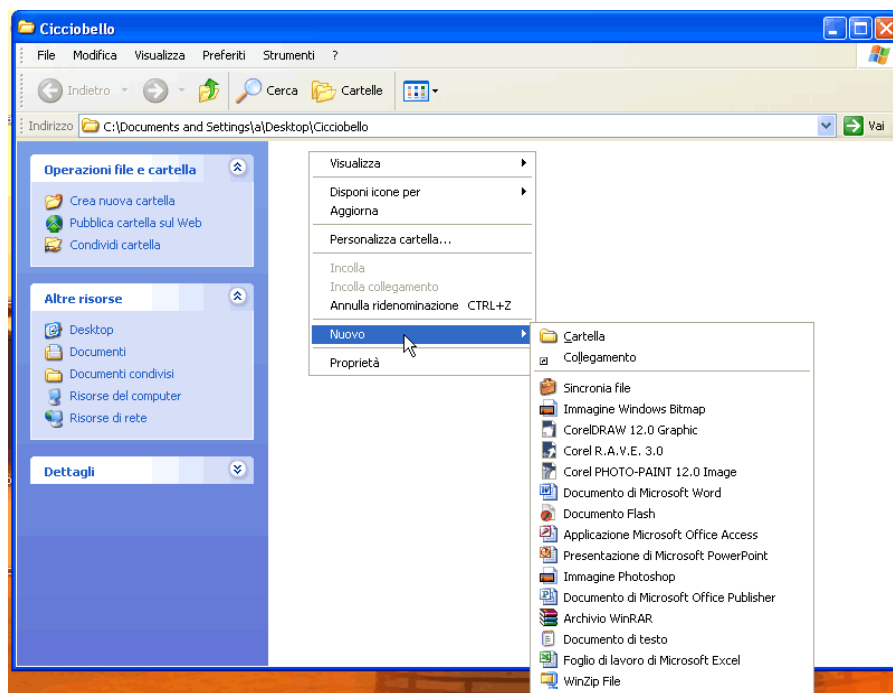 Cicciobello
File Modifica Visualizza Preferiti Strumenti ?
Indietro Cerca Cartelle
Indirizzo C:\Documents and Settings\a\Desktop\Cicciobello Vai
Operazioni file e cartella
Crea nuova cartella
Pubblica cartella sul Web
Condividi cartella
Altre risorse
Desktop
Documenti
Documenti condivisi
Risorse del computer
Risorse di rete
Dettagli
Visualizza
Disponi icone per
Aggiorna
Personalizza cartella...
Incolla
Incolla collegamento
Annulla ridenominazione CTRL+Z
Nuovo
Proprietà
Cartella
Collegamento
Sincronia file
Immagine Windows Bitmap
CorelDRAW 12.0 Graphic
Corel R.A.V.E. 3.0
Corel PHOTO-PAINT 12.0 Image
Documento di Microsoft Word
Documento Flash
Applicazione Microsoft Office Access
Presentazione di Microsoft PowerPoint
Immagine Photoshop
Documento di Microsoft Office Publisher
Archivio WinRAR
Documento di testo
Foglio di lavoro di Microsoft Excel
WinZip File